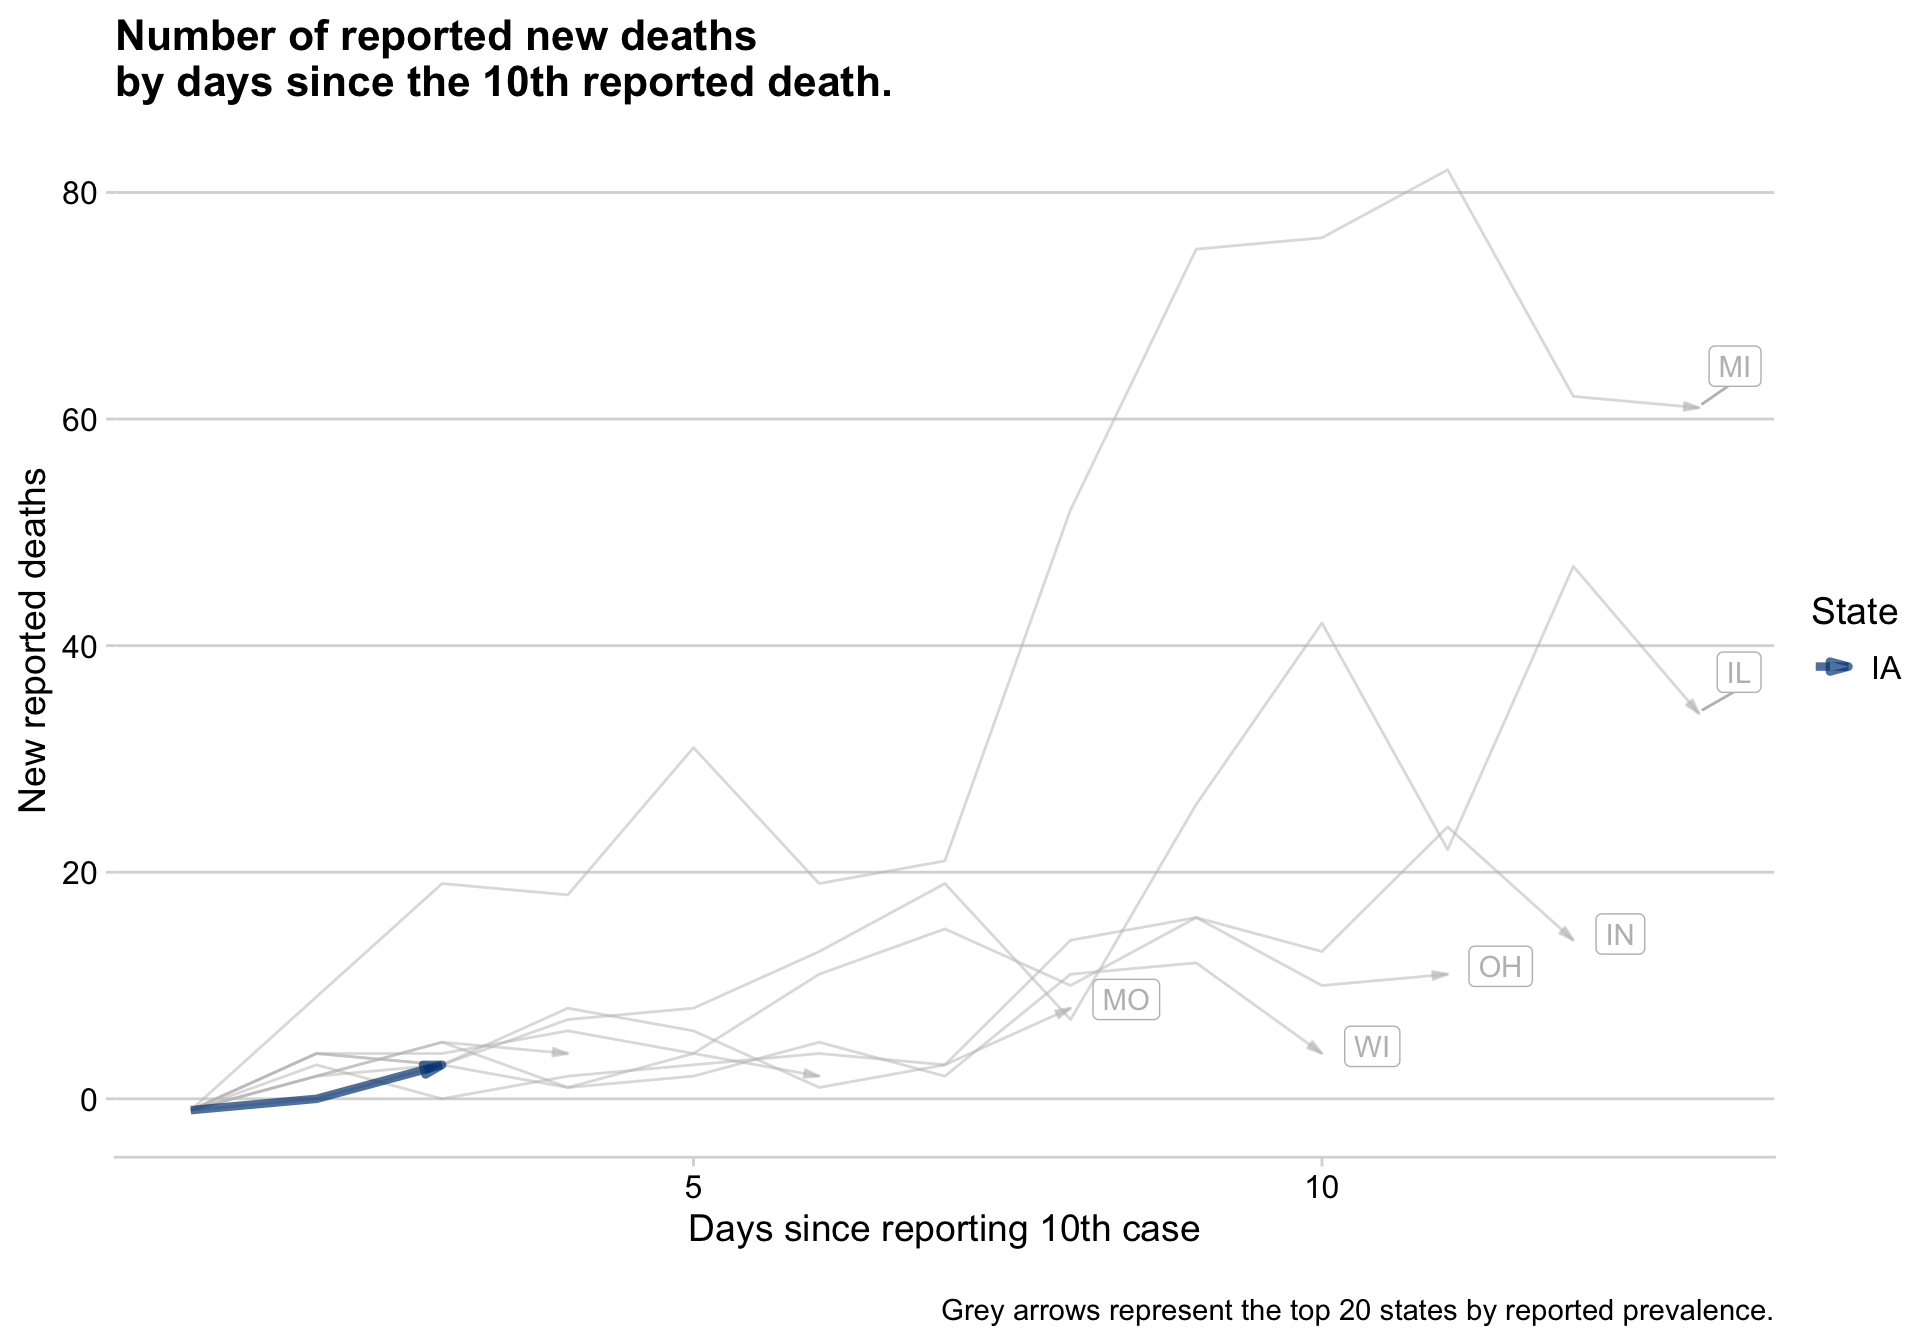 Number of reported new deaths
by days since the 10th reported death.
80
60
40
20
0
New reported deaths
MI
IL
IN
OH
MO
WI
State
IA
5
10
Days since reporting 10th case
Grey arrows represent the top 20 states by reported prevalence.